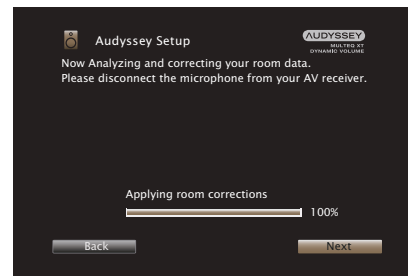 Audyssey Setup
AUDYSSEY
MULTEQ XT
DYNAMIC VOLUME
Now Analyzing and correcting your room data.
Please disconnect the microphone from your AV receiver.
Applying room corrections
100%
Back
Next